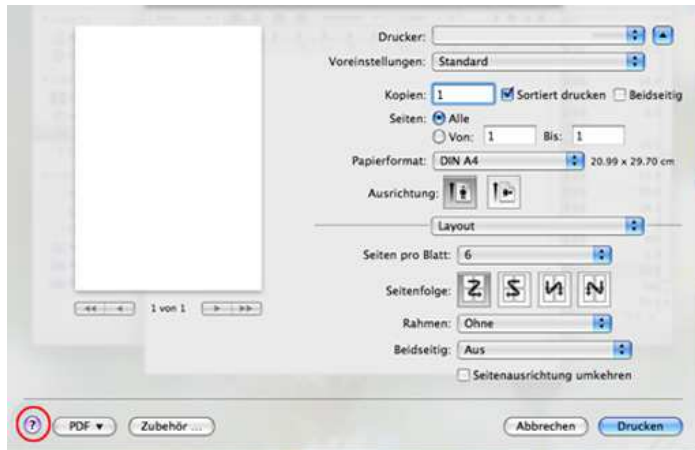 Drucker:
Voreinstellungen: Standard
Kopien: 1 Sortiert drucken Beidseitig
Seiten: Alle
Von: 1 Bis: 1
Papierformat: DIN A4 20.99 x 29.70 cm
Ausrichtung:
Layout
Seiten pro Blatt: 6
Seitenfolge:
1 von 1
Rahmen: Ohne
Beidseitig: Aus
Seitenausrichtung umkehren
? PDF Zubehör ... Abbrechen Drucken